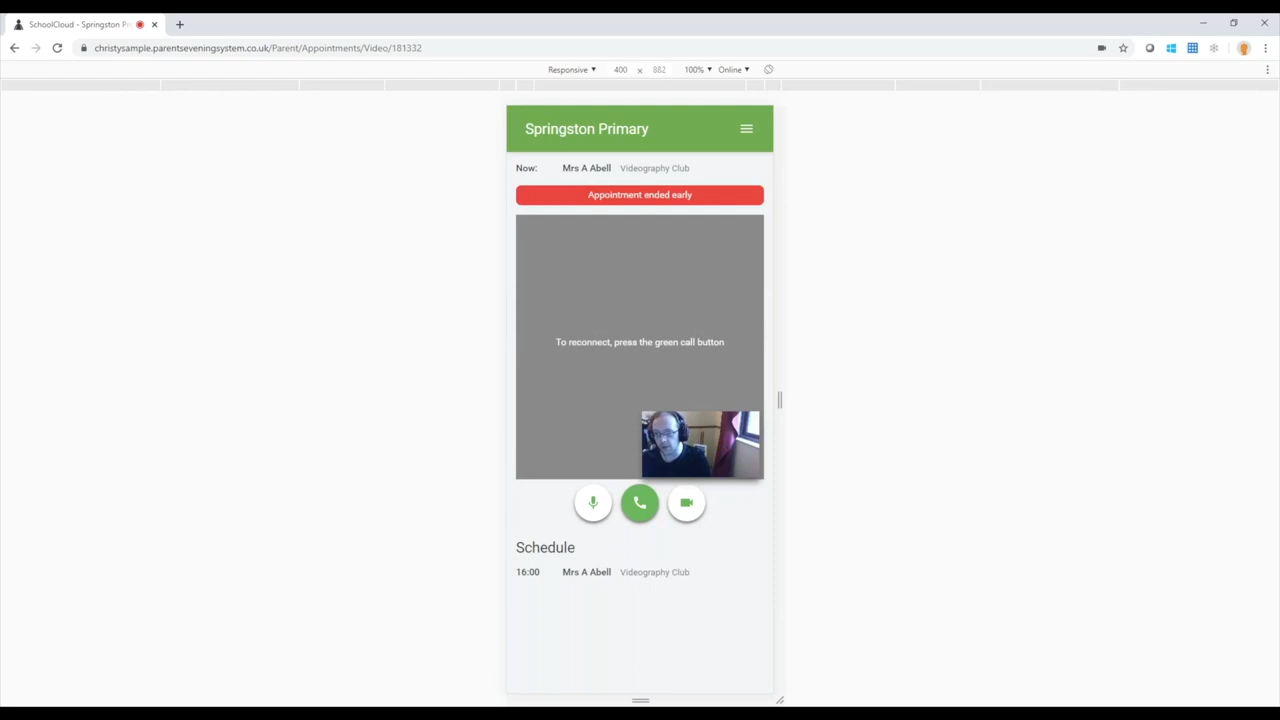 SchoolCloud - Springston Pr
christysample.parentseveningsystem.co.uk/Parent/Appointments/Video/181332
Responsive 400 x 882 100% Online
Springston Primary
Now: Mrs A Abell Videography Club
Appointment ended early
To reconnect, press the green call button
Schedule
16:00 Mrs A Abell Videography Club